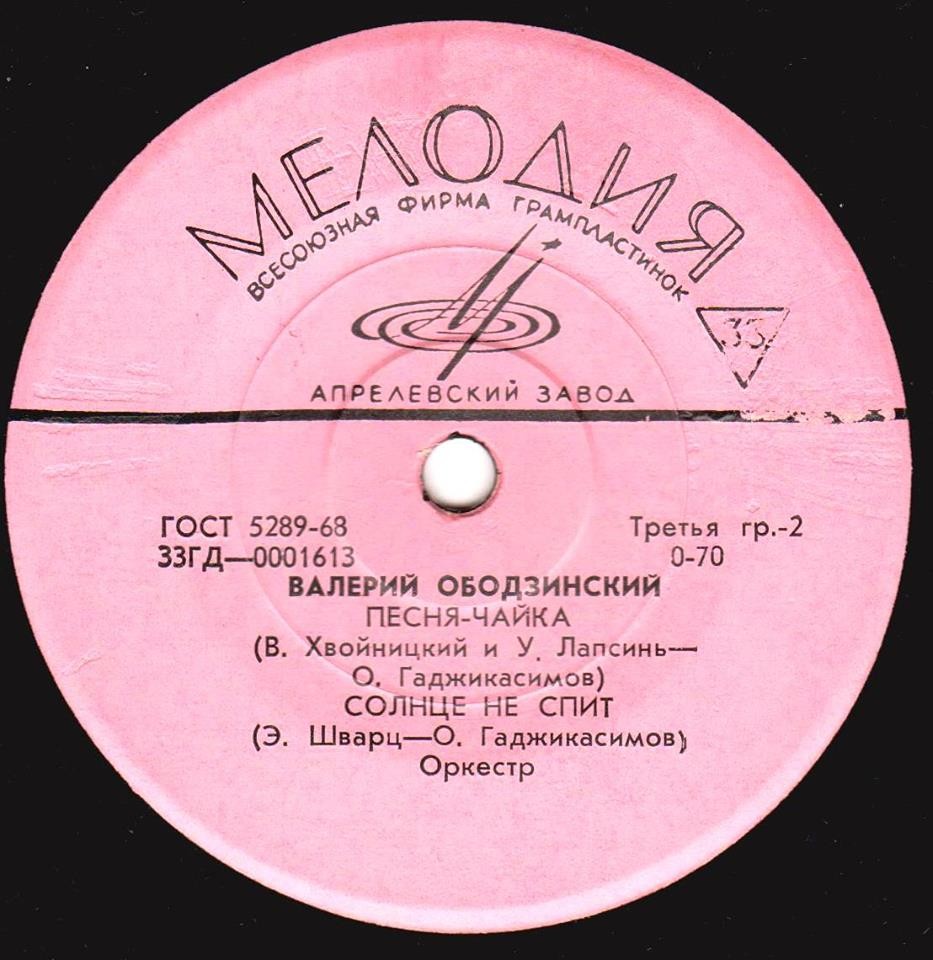 МЕЛОДИЯ
ВСЕСОЮЗНАЯ ФИРМА ГРАМПЛАСТИНОК
33
АПРЕЛЕВСКИЙ ЗАВОД
ГОСТ 5289-68 Третья гр.-2
33ГД—0001613 0-70
ВАЛЕРИЙ ОБОДЗИНСКИЙ
ПЕСНЯ-ЧАЙКА
(В. Хвойницкий и У. Лапсинь—
О. Гаджикасимов)
СОЛНЦЕ НЕ СПИТ
(Э. Шварц—О. Гаджикасимов)
Оркестр